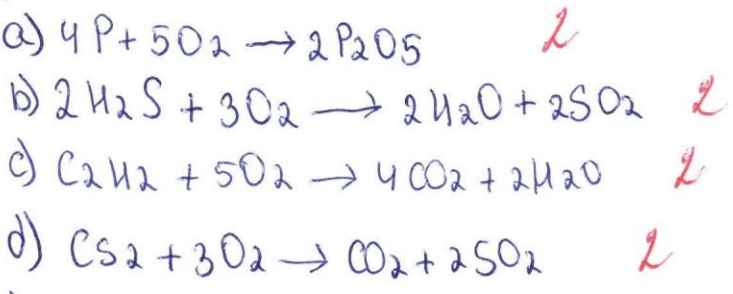 a) 4P + 5O2 → 2P2O5 2
b) 2H2S + 3O2 → 2H2O + 2SO2 2
c) C2H2 + 5O2 → 4CO2 + 2H2O 2
d) CS2 + 3O2 → CO2 + 2SO2 2